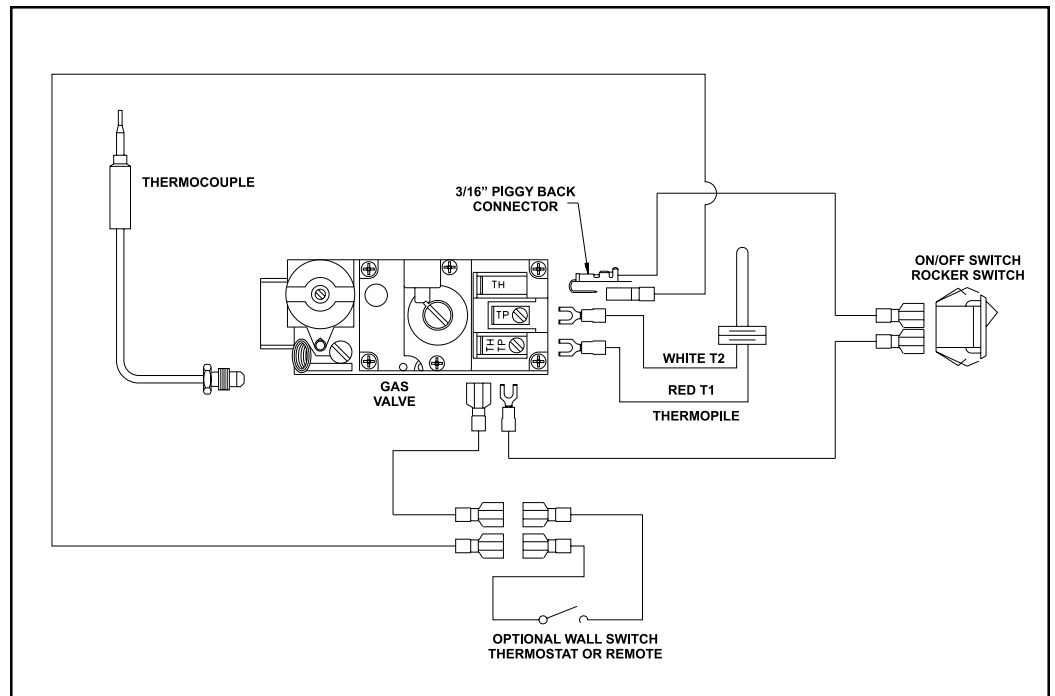 THERMOCOUPLE
3/16" PIGGY BACK
CONNECTOR
ON/OFF SWITCH
ROCKER SWITCH
TH
TP
TH
TP
GAS
VALVE
WHITE T2
RED T1
THERMOPILE
OPTIONAL WALL SWITCH
THERMOSTAT OR REMOTE